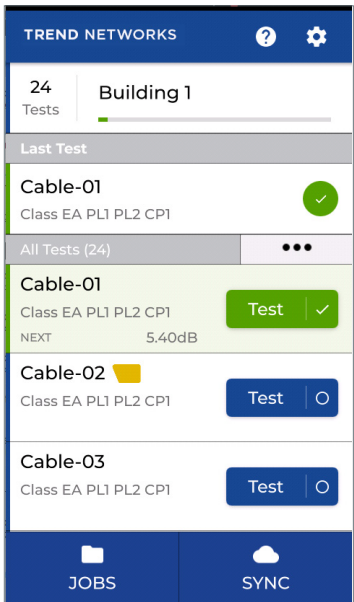 TREND NETWORKS
24
Tests
Building 1
Last Test
Cable-01
Class EA PL1 PL2 CP1
All Tests (24)
Cable-01
Class EA PL1 PL2 CP1
Test
NEXT 5.40dB
Cable-02
Class EA PL1 PL2 CP1
Test
Cable-03
Class EA PL1 PL2 CP1
Test
JOBS
SYNC